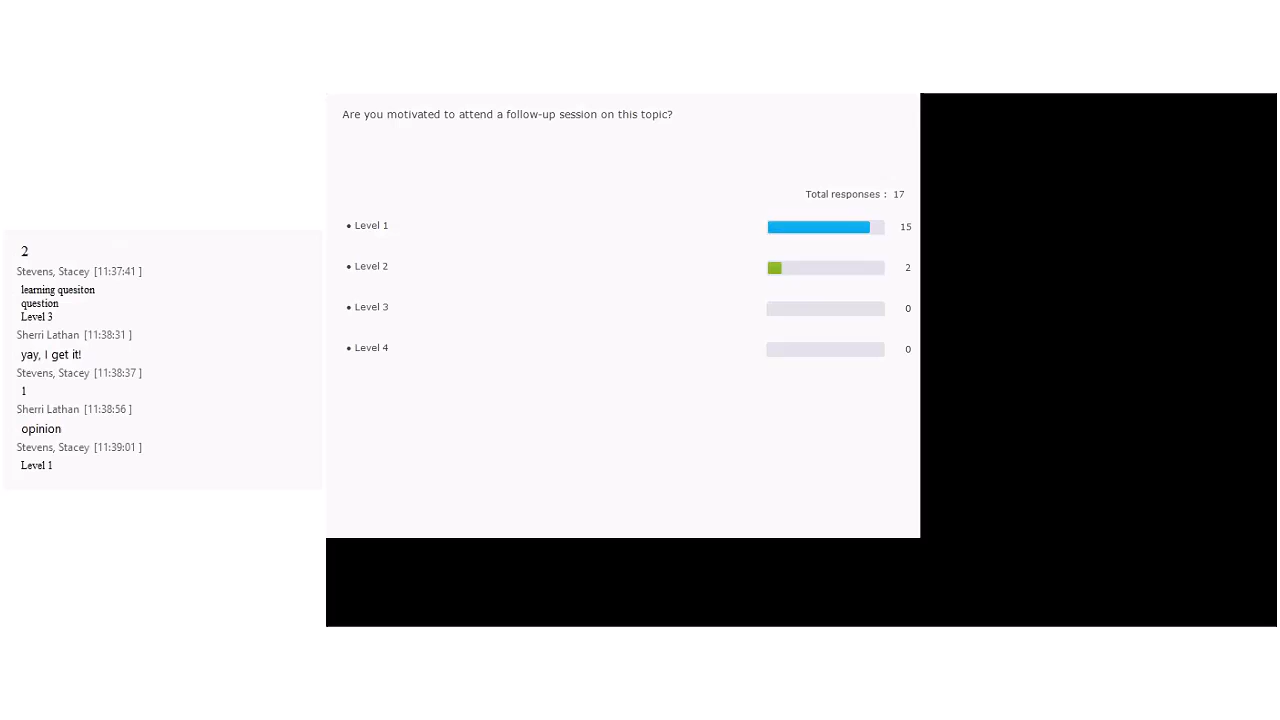 2
Stevens, Stacey [11:37:41 ]
learning quesiton
question
Level 3
Sherri Lathan [11:38:31 ]
yay, I get it!
Stevens, Stacey [11:38:37 ]
1
Sherri Lathan [11:38:56 ]
opinion
Stevens, Stacey [11:39:01 ]
Level 1
Are you motivated to attend a follow-up session on this topic?
Total responses : 17
• Level 1 15
• Level 2 2
• Level 3 0
• Level 4 0